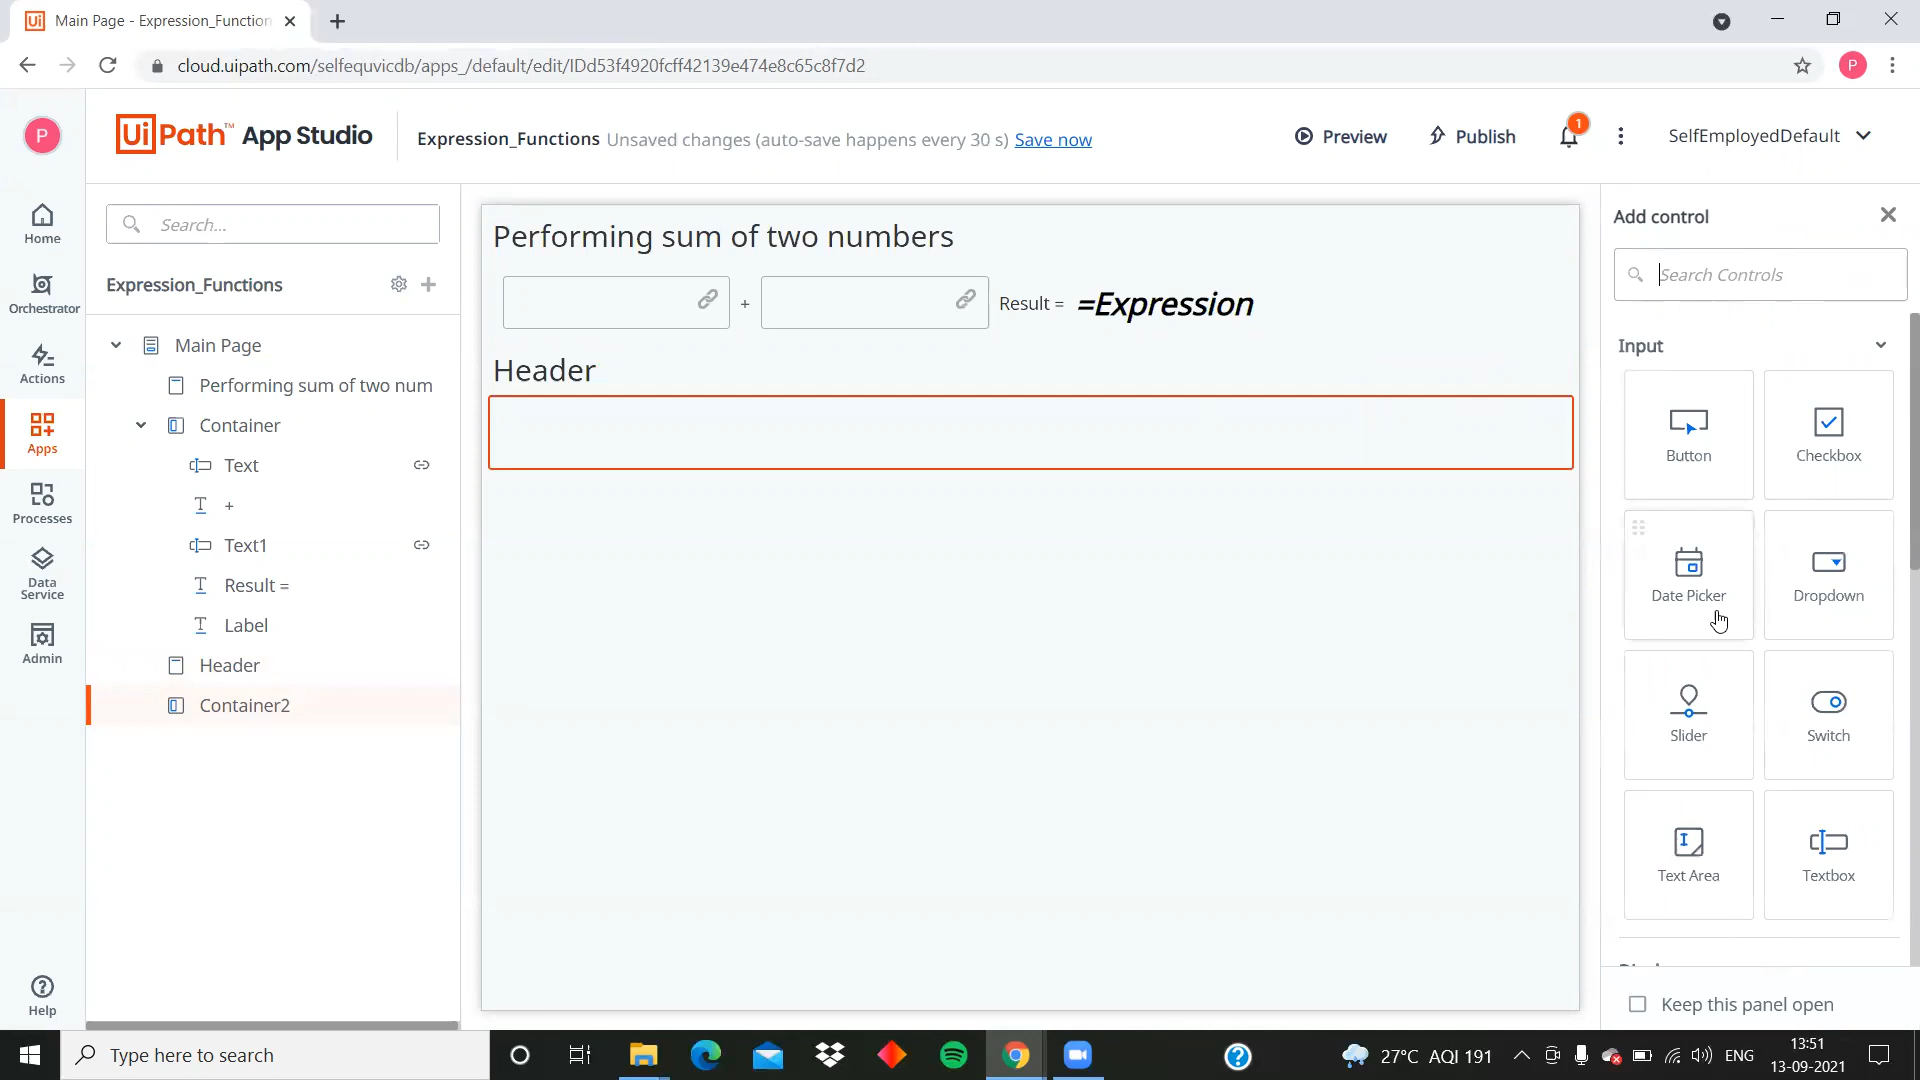 Main Page - Expression_Function
cloud.uipath.com/selfequvicdb/apps_/default/edit/IDd53f4920fcff42139e474e8c65c8f7d2
P
P
UiPath™ App Studio
Expression_Functions Unsaved changes (auto-save happens every 30 s) Save now
Preview
Publish
1
SelfEmployedDefault
Home
Orchestrator
Actions
Apps
Processes
Data
Service
Admin
Help
Search...
Expression_Functions
Main Page
Performing sum of two num
Container
Text
+
Text1
Result =
Label
Header
Container2
Performing sum of two numbers
+
Result = =Expression
Header
Add control
Search Controls
Input
Button
Checkbox
Date Picker
Dropdown
Slider
Switch
Text Area
Textbox
Keep this panel open
Type here to search
27°C AQI 191
ENG
13:51
13-09-2021